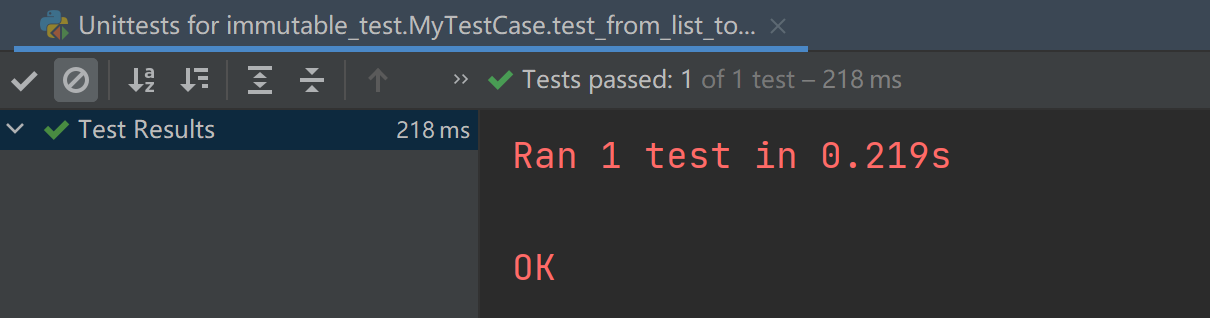 Unittests for immutable_test.MyTestCase.test_from_list_to...
Tests passed: 1 of 1 test – 218 ms
Test Results 218 ms
Ran 1 test in 0.219s
OK